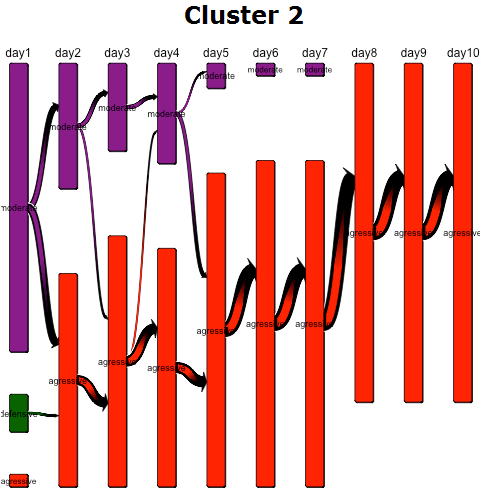 Cluster 2
day1 day2 day3 day4 day5 day6 day7 day8 day9 day10
moderate moderate moderate
moderate
moderate
moderate
moderate
agressive agressive agressive
agressive agressive
agressive
agressive
agressive
agressive
defensive
agressive